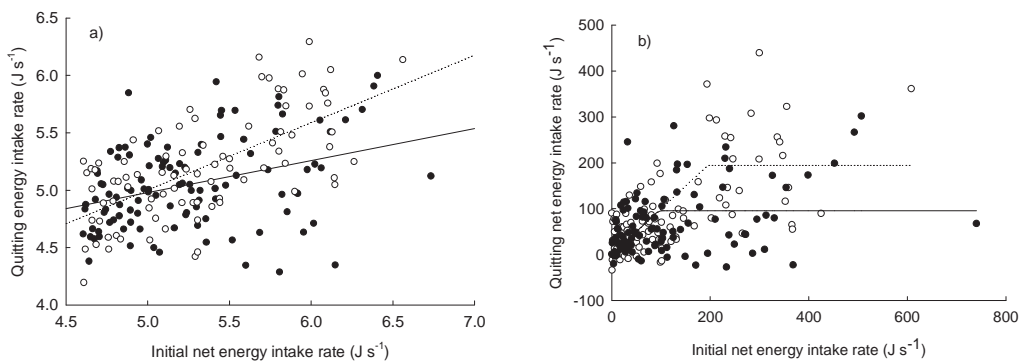 a)
Quitting energy intake rate (J s⁻¹)
6.5
6.0
5.5
5.0
4.5
4.0
4.5 5.0 5.5 6.0 6.5 7.0
Initial net energy intake rate (J s⁻¹)
b)
Quitting net energy intake rate (J s⁻¹)
500
400
300
200
100
0
-100
0 200 400 600 800
Initial net energy intake rate (J s⁻¹)